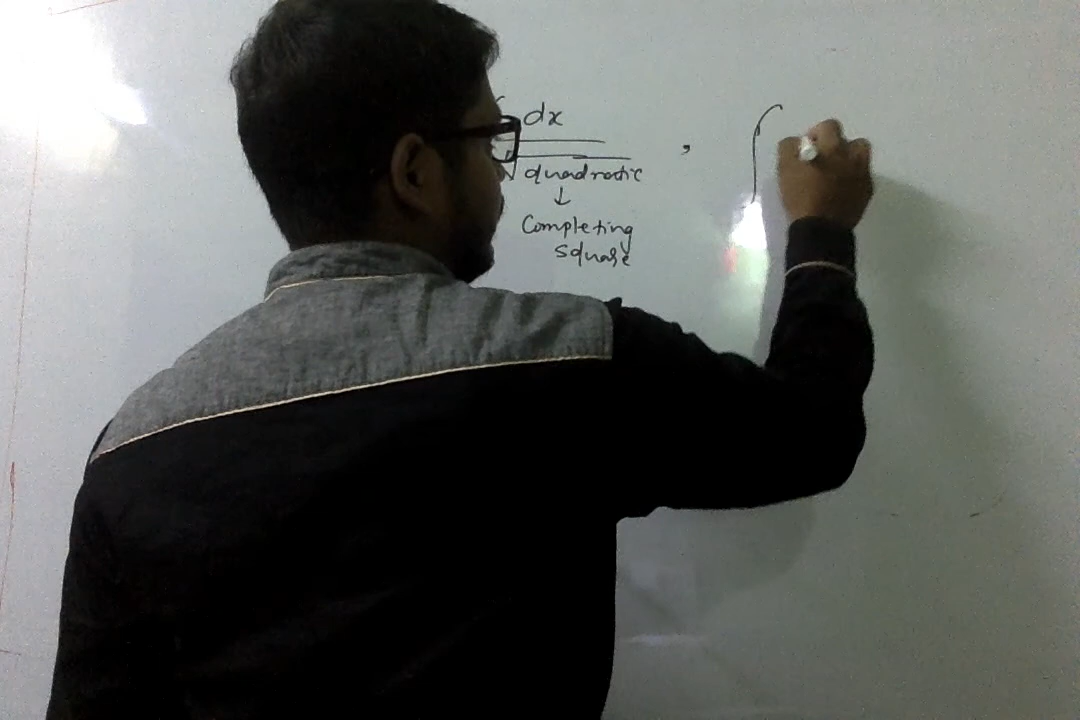 ∫ dx , ∫
√quadratic
↓
Completing
square